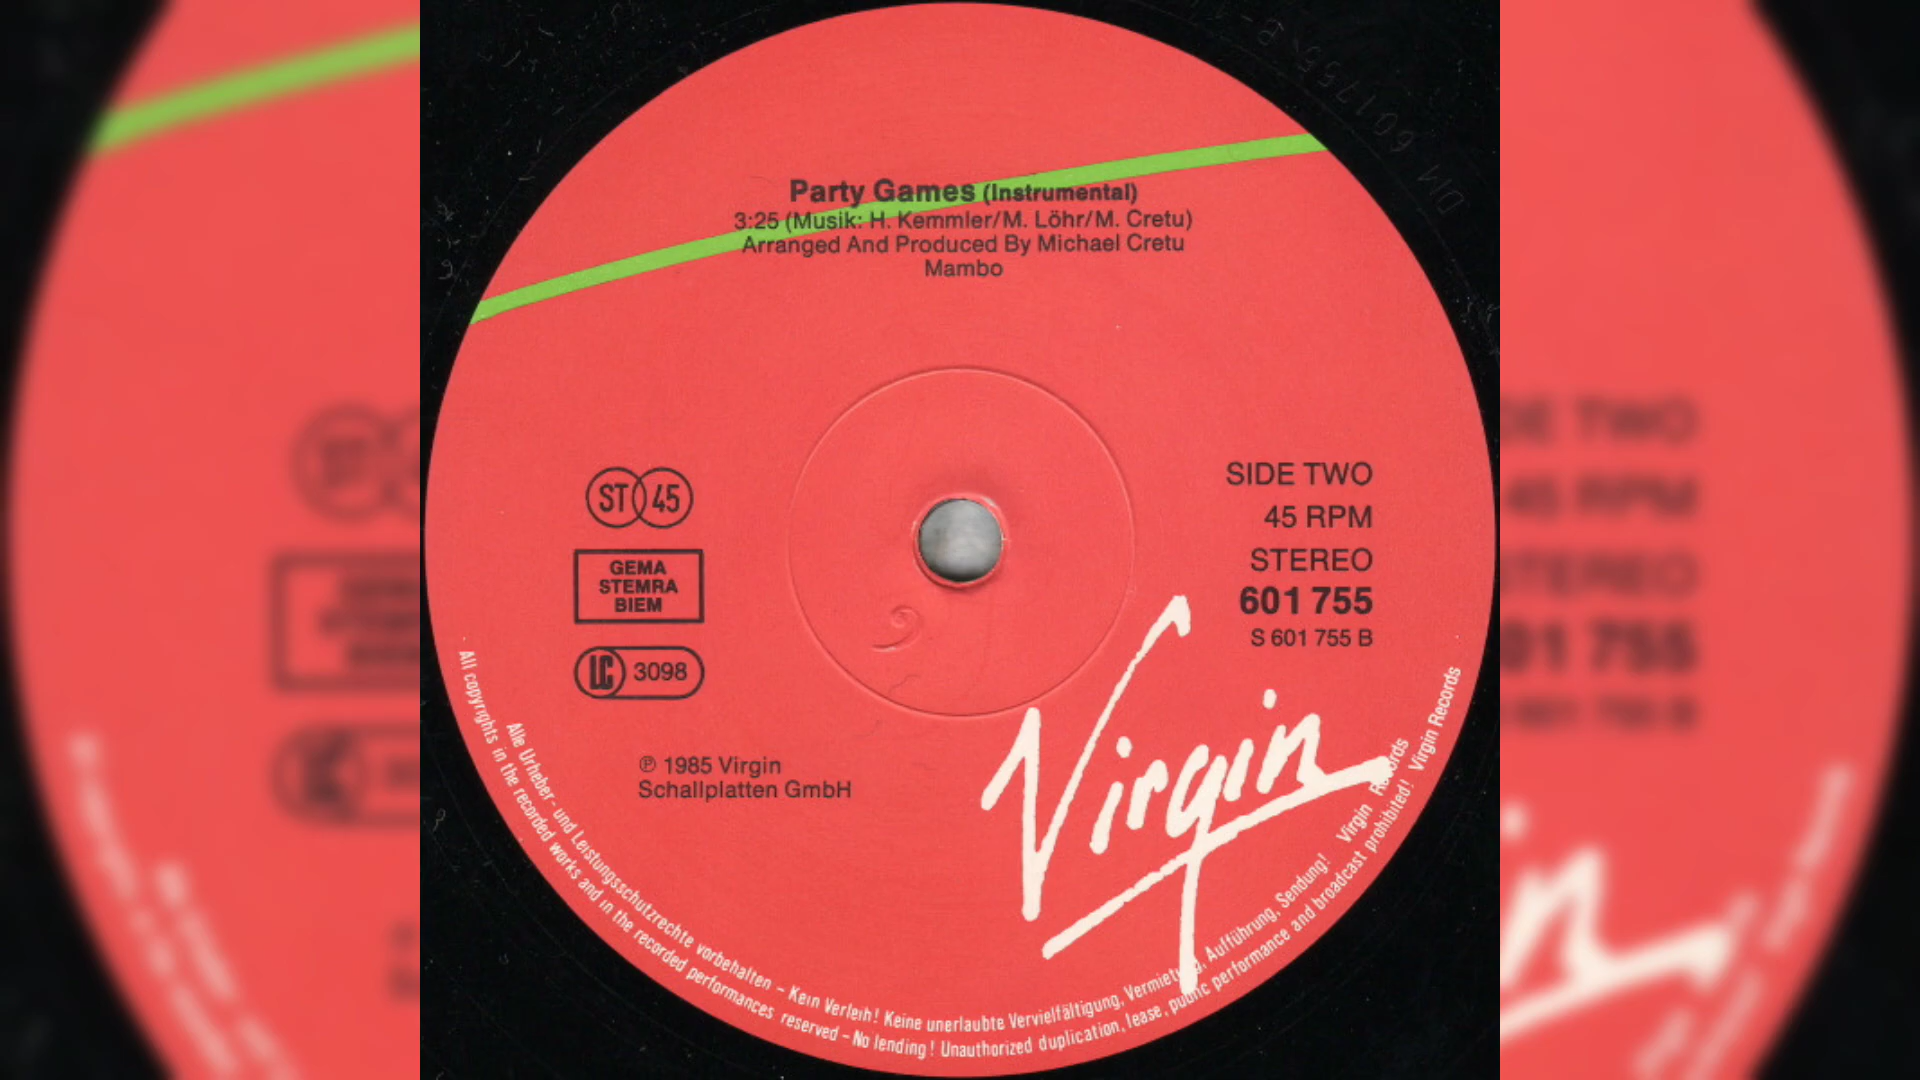 Party Games (Instrumental)
3:25 (Musik: H. Kemmler/M. Löhr/M. Cretu)
Arranged And Produced By Michael Cretu
Mambo
ST 45
GEMA
STEMRA
BIEM
LC 3098
SIDE TWO
45 RPM
STEREO
601 755
S 601 755 B
℗ 1985 Virgin
Schallplatten GmbH
Virgin
Alle Urheber- und Leistungsschutzrechte vorbehalten – Kein Verleih! Keine unerlaubte Vervielfältigung, Vermietung, Aufführung, Sendung! Virgin Records
All copyrights in the recorded works and in the recorded performances reserved – No lending! Unauthorized duplication, lease, public performance and broadcast prohibited! Virgin Records